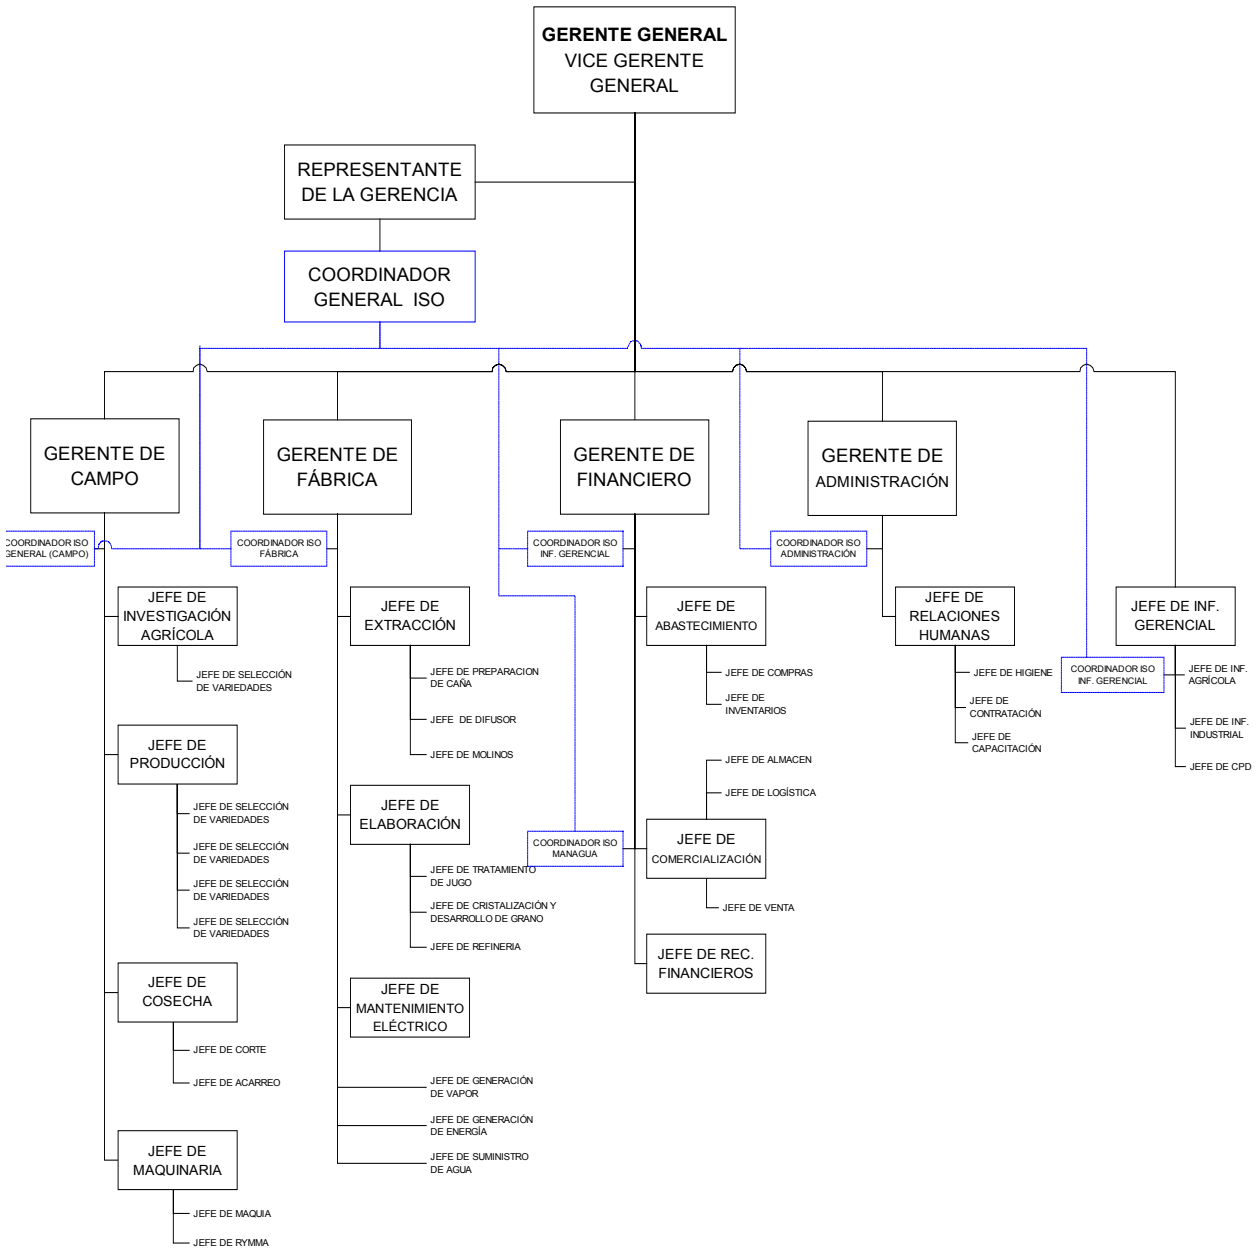 GERENTE GENERAL
VICE GERENTE
GENERAL
REPRESENTANTE
DE LA GERENCIA
COORDINADOR
GENERAL ISO
GERENTE DE
CAMPO
GERENTE DE
FÁBRICA
GERENTE DE
FINANCIERO
GERENTE DE
ADMINISTRACIÓN
COORDINADOR ISO
GENERAL (CAMPO)
COORDINADOR ISO
FÁBRICA
COORDINADOR ISO
INF. GERENCIAL
COORDINADOR ISO
ADMINISTRACIÓN
JEFE DE
INVESTIGACIÓN
AGRÍCOLA
JEFE DE SELECCIÓN
DE VARIEDADES
JEFE DE
PRODUCCIÓN
JEFE DE SELECCIÓN
DE VARIEDADES
JEFE DE SELECCIÓN
DE VARIEDADES
JEFE DE SELECCIÓN
DE VARIEDADES
JEFE DE SELECCIÓN
DE VARIEDADES
JEFE DE
COSECHA
JEFE DE CORTE
JEFE DE ACARREO
JEFE DE
MAQUINARIA
JEFE DE MAQUIA
JEFE DE RYMMA
JEFE DE
EXTRACCIÓN
JEFE DE PREPARACION
DE CAÑA
JEFE DE DIFUSOR
JEFE DE MOLINOS
JEFE DE
ELABORACIÓN
JEFE DE TRATAMIENTO
DE JUGO
JEFE DE CRISTALIZACIÓN Y
DESARROLLO DE GRANO
JEFE DE REFINERIA
JEFE DE
MANTENIMIENTO
ELÉCTRICO
JEFE DE GENERACIÓN
DE VAPOR
JEFE DE GENERACIÓN
DE ENERGÍA
JEFE DE SUMINISTRO
DE AGUA
JEFE DE
ABASTECIMIENTO
JEFE DE COMPRAS
JEFE DE
INVENTARIOS
JEFE DE ALMACEN
JEFE DE LOGÍSTICA
COORDINADOR ISO
MANAGUA
JEFE DE
COMERCIALIZACIÓN
JEFE DE VENTA
JEFE DE REC.
FINANCIEROS
JEFE DE
RELACIONES
HUMANAS
JEFE DE HIGIENE
JEFE DE
CONTRATACIÓN
JEFE DE
CAPACITACIÓN
JEFE DE INF.
GERENCIAL
COORDINADOR ISO
INF. GERENCIAL
JEFE DE INF.
AGRÍCOLA
JEFE DE INF.
INDUSTRIAL
JEFE DE CPD